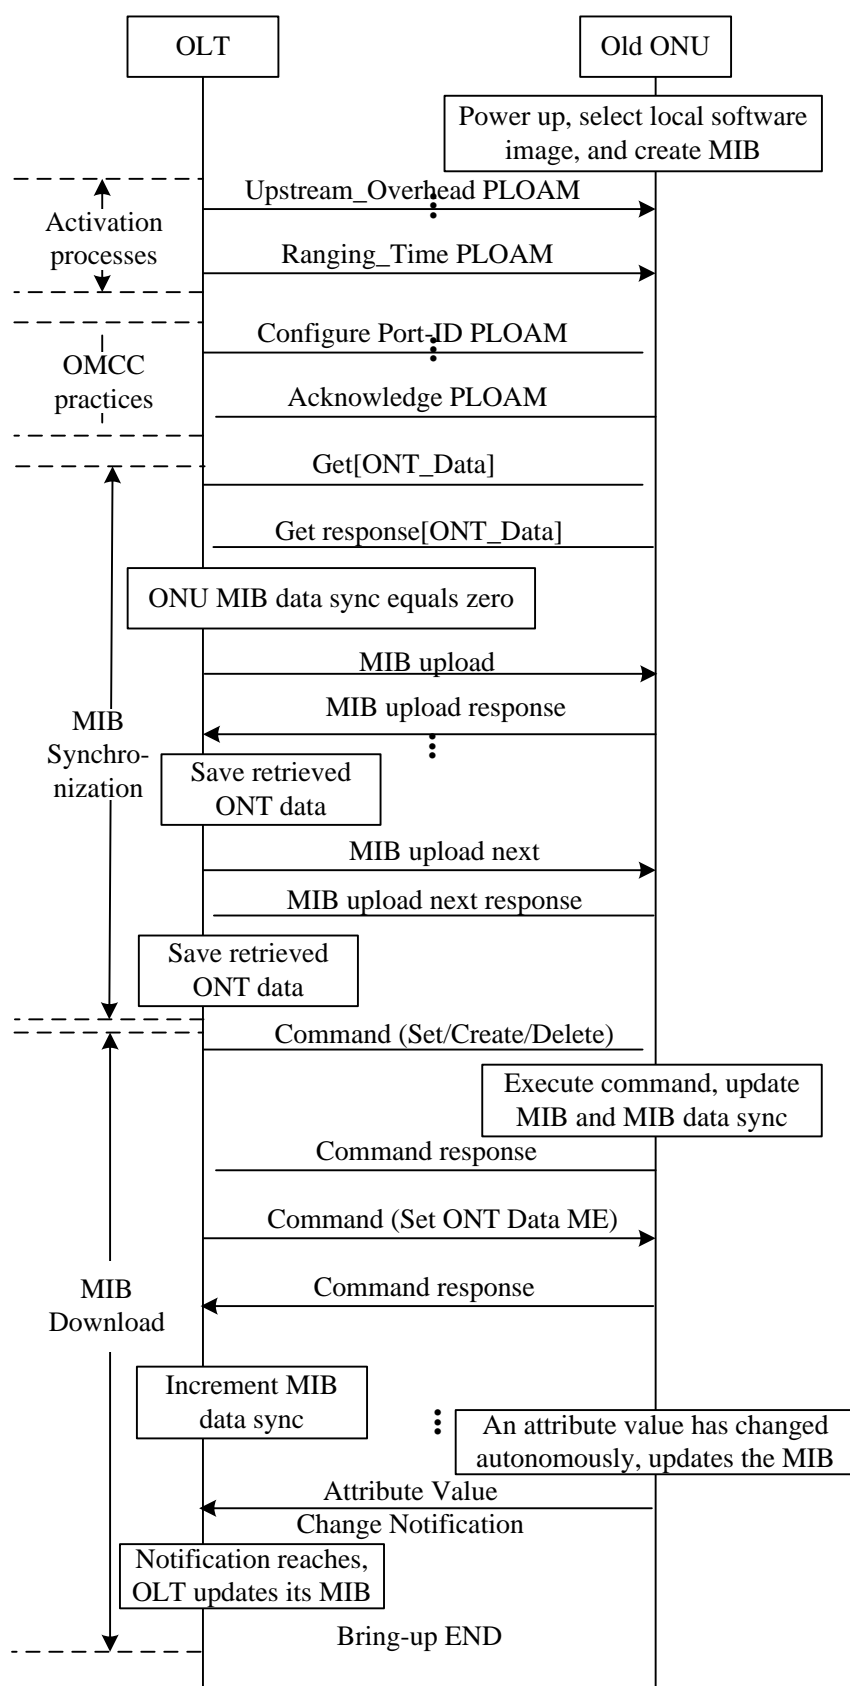 OLT
Old ONU
Power up, select local software
image, and create MIB
Upstream_Overhead PLOAM
Activation
processes
Ranging_Time PLOAM
Configure Port-ID PLOAM
OMCC
practices
Acknowledge PLOAM
Get[ONT_Data]
Get response[ONT_Data]
ONU MIB data sync equals zero
MIB upload
MIB upload response
MIB
Synchro-
nization
Save retrieved
ONT data
MIB upload next
MIB upload next response
Save retrieved
ONT data
Command (Set/Create/Delete)
Execute command, update
MIB and MIB data sync
Command response
Command (Set ONT Data ME)
Command response
MIB
Download
Increment MIB
data sync
An attribute value has changed
autonomously, updates the MIB
Attribute Value
Change Notification
Notification reaches,
OLT updates its MIB
Bring-up END